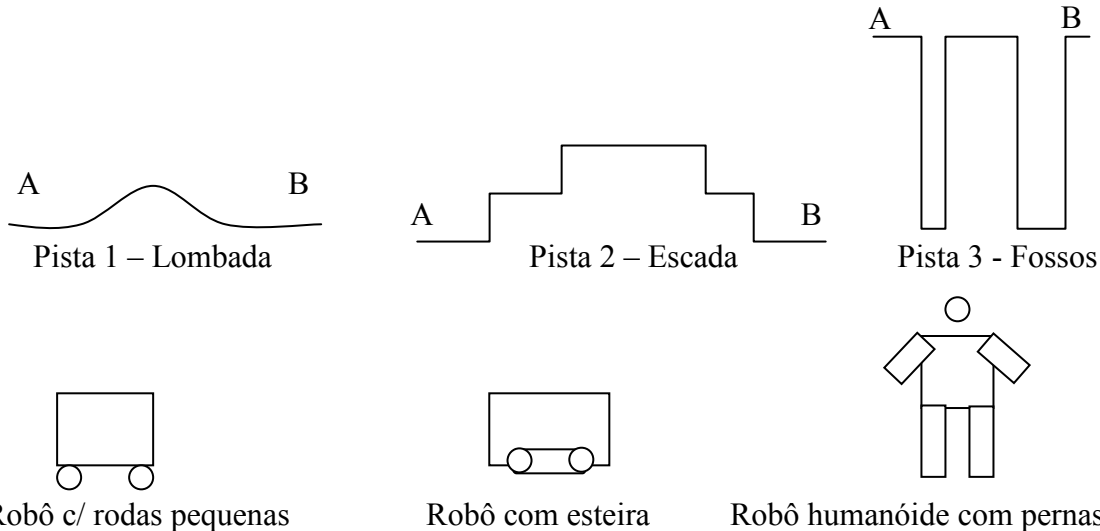 A B
A B
A B
Pista 1 – Lombada
Pista 2 – Escada
Pista 3 - Fossos
Robô c/ rodas pequenas
Robô com esteira
Robô humanóide com pernas